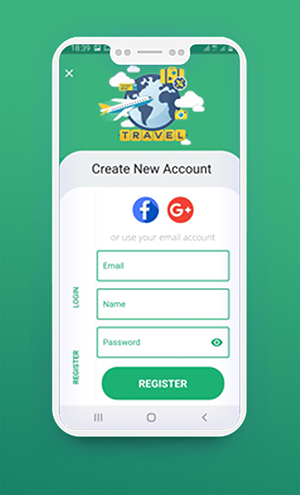 18:39
TRAVEL
Create New Account
or use your email account
Email
LOGIN
Name
Password
REGISTER
REGISTER